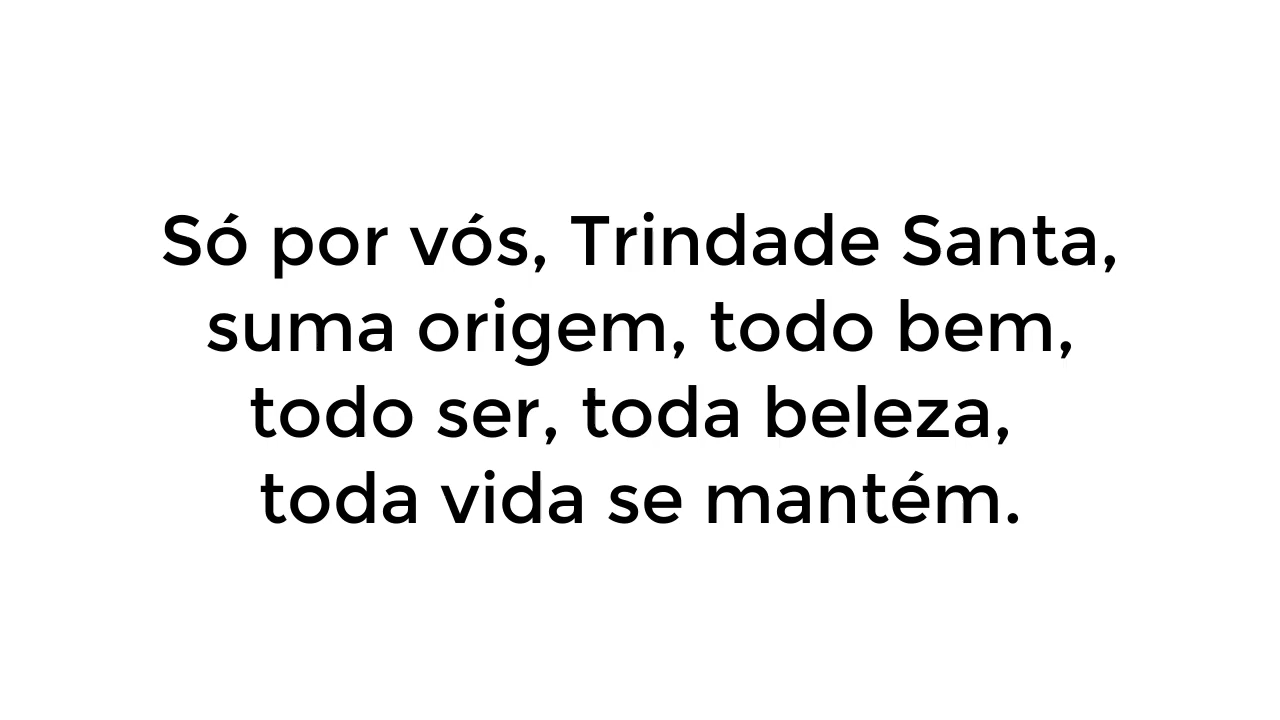 Só por vós, Trindade Santa,
suma origem, todo bem,
todo ser, toda beleza,
toda vida se mantém.